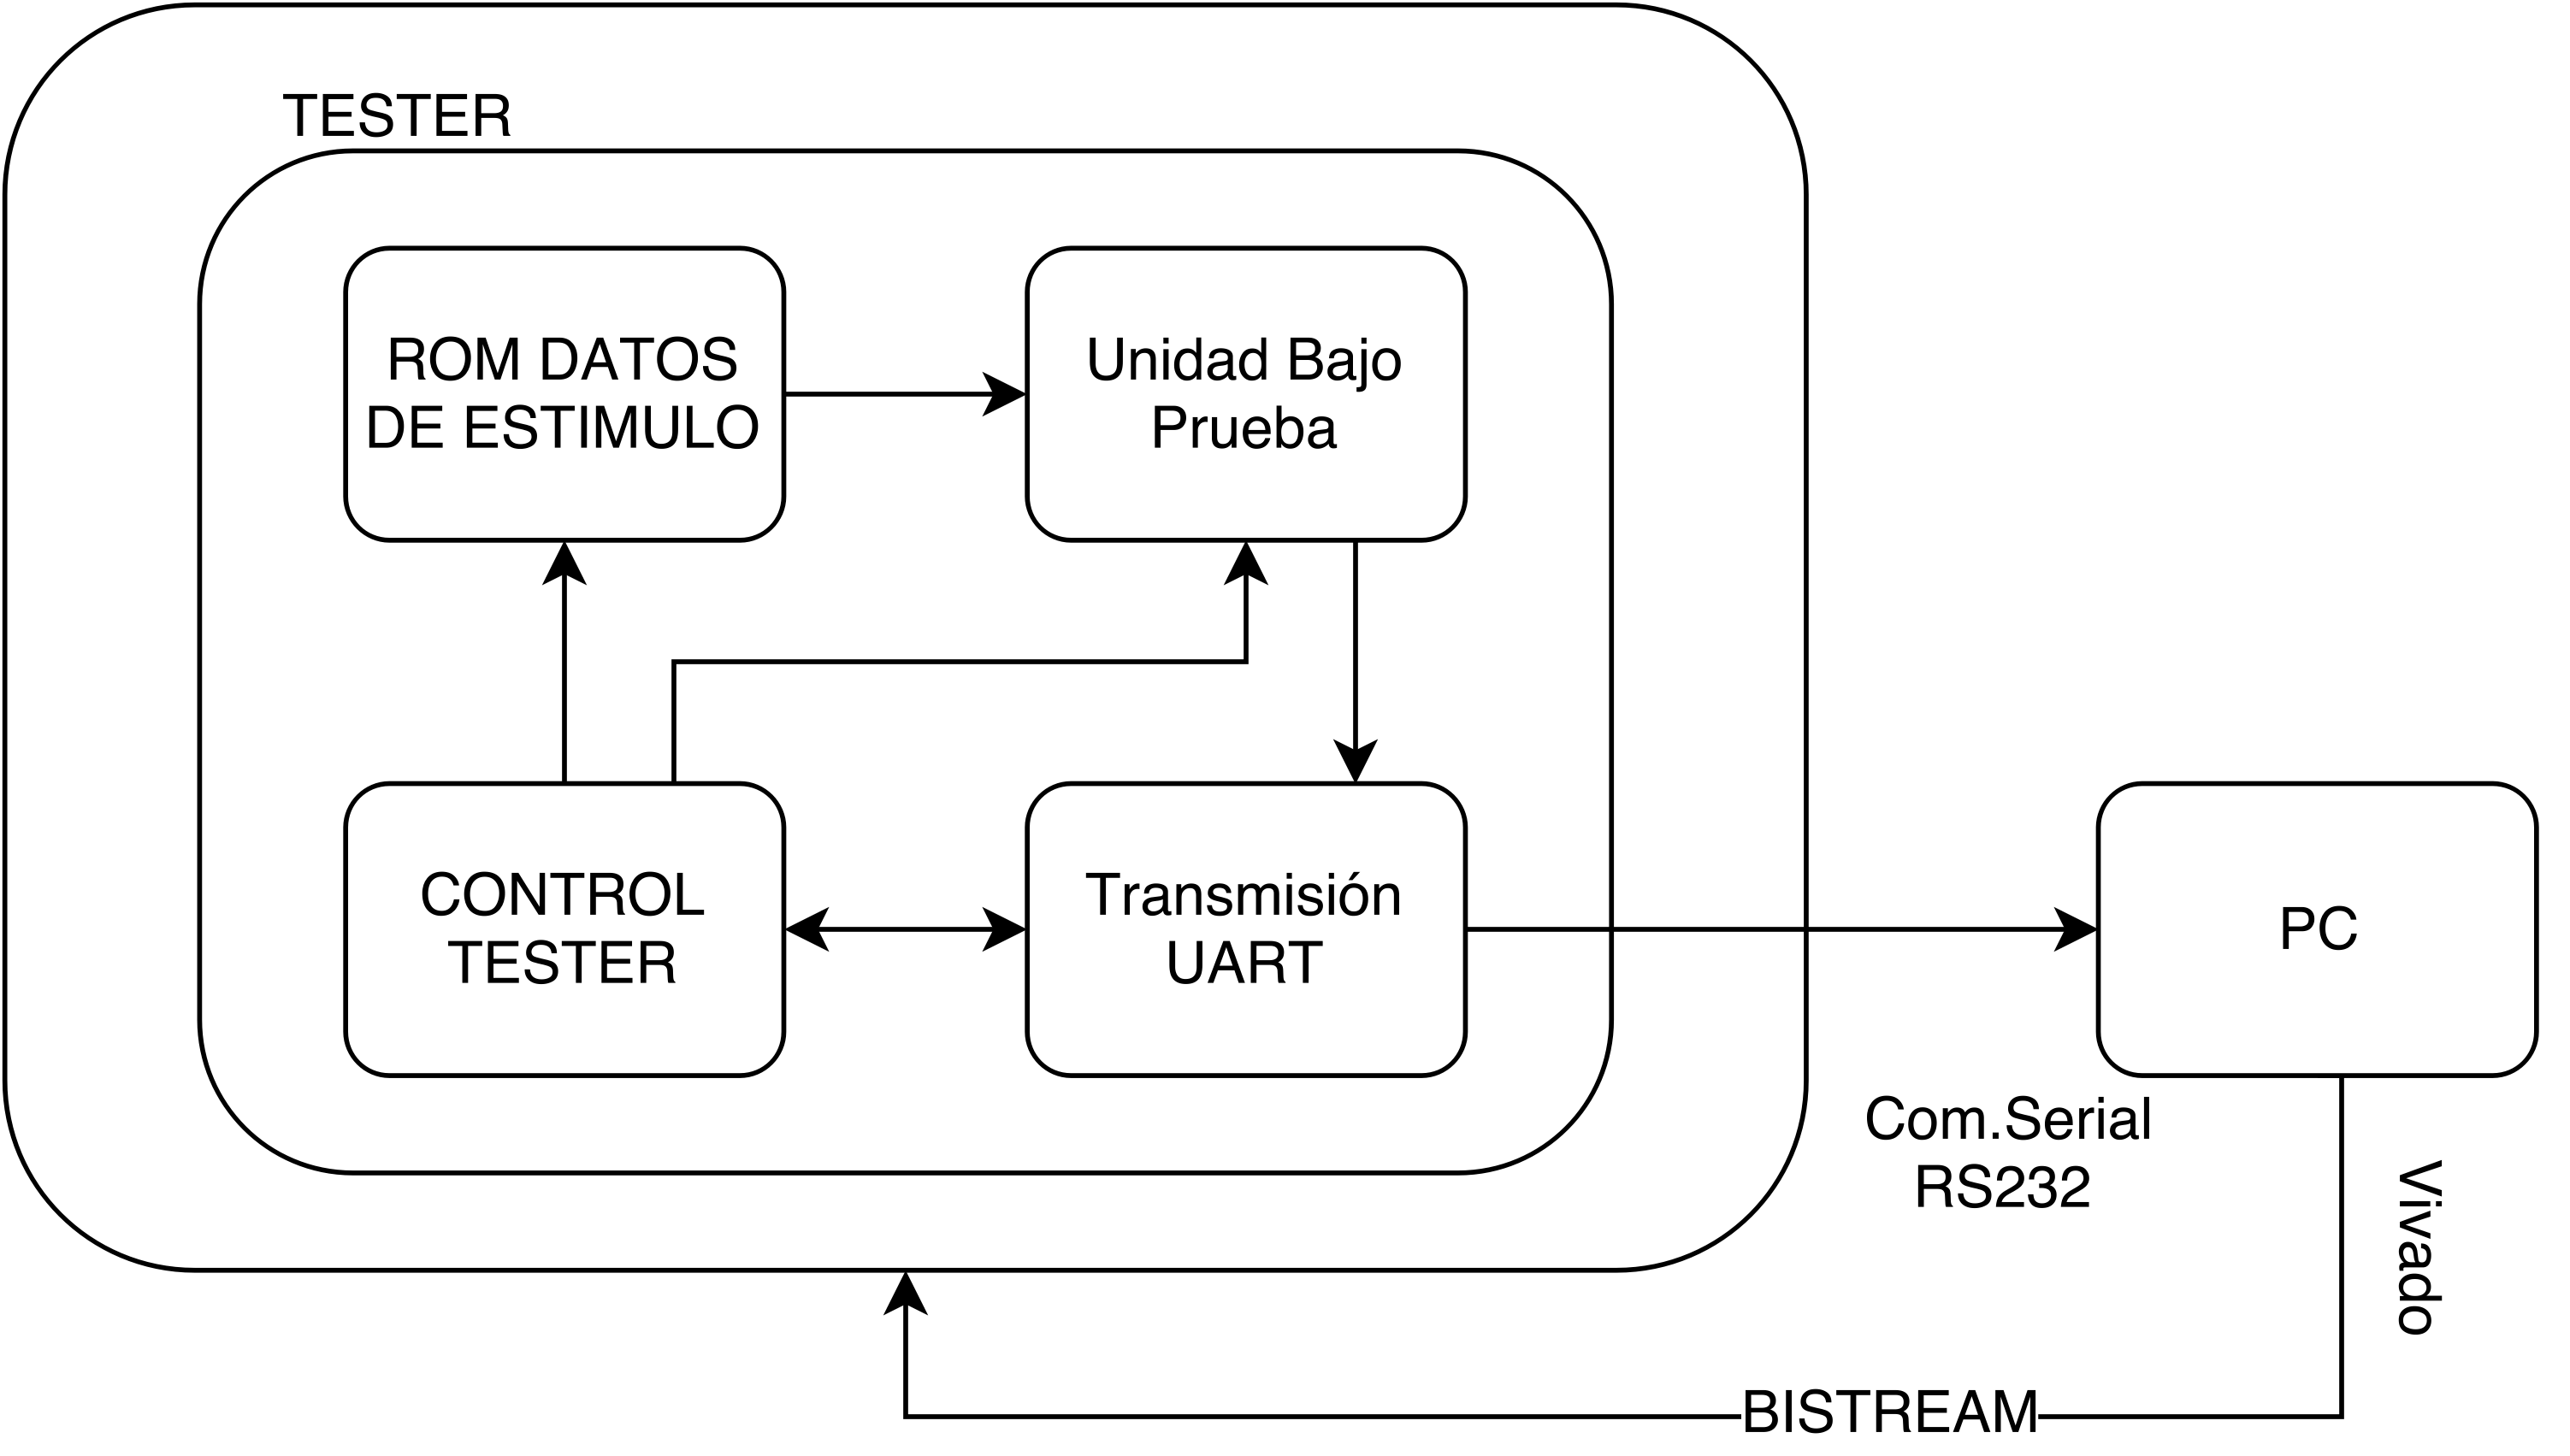 TESTER
ROM DATOS
DE ESTIMULO
Unidad Bajo
Prueba
CONTROL
TESTER
Transmisión
UART
PC
Com.Serial
RS232
Vivado
BISTREAM